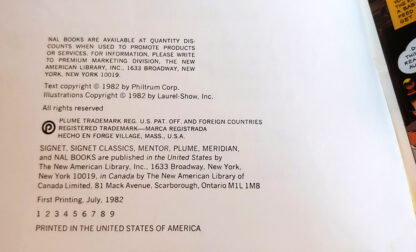 NAL BOOKS ARE AVAILABLE AT QUANTITY DIS-
COUNTS WHEN USED TO PROMOTE PRODUCTS
OR SERVICES. FOR INFORMATION, PLEASE WRITE
TO PREMIUM MARKETING DIVISION, THE NEW
AMERICAN LIBRARY, INC., 1633 BROADWAY, NEW
YORK, NEW YORK 10019.
Text copyright © 1982 by Philtrum Corp.
Illustrations Copyright © 1982 by Laurel-Show, Inc.
All rights reserved
PLUME TRADEMARK REG. U.S. PAT. OFF. AND FOREIGN COUNTRIES
REGISTERED TRADEMARK—MARCA REGISTRADA
HECHO EN FORGE VILLAGE, MASS., U.S.A.
SIGNET, SIGNET CLASSICS, MENTOR, PLUME, MERIDIAN,
and NAL BOOKS are published in the United States by
The New American Library, Inc., 1633 Broadway, New York,
New York 10019, in Canada by The New American Library of
Canada Limited, 81 Mack Avenue, Scarborough, Ontario M1L 1M8
First Printing, July, 1982
1 2 3 4 5 6 7 8 9
PRINTED IN THE UNITED STATES OF AMERICA